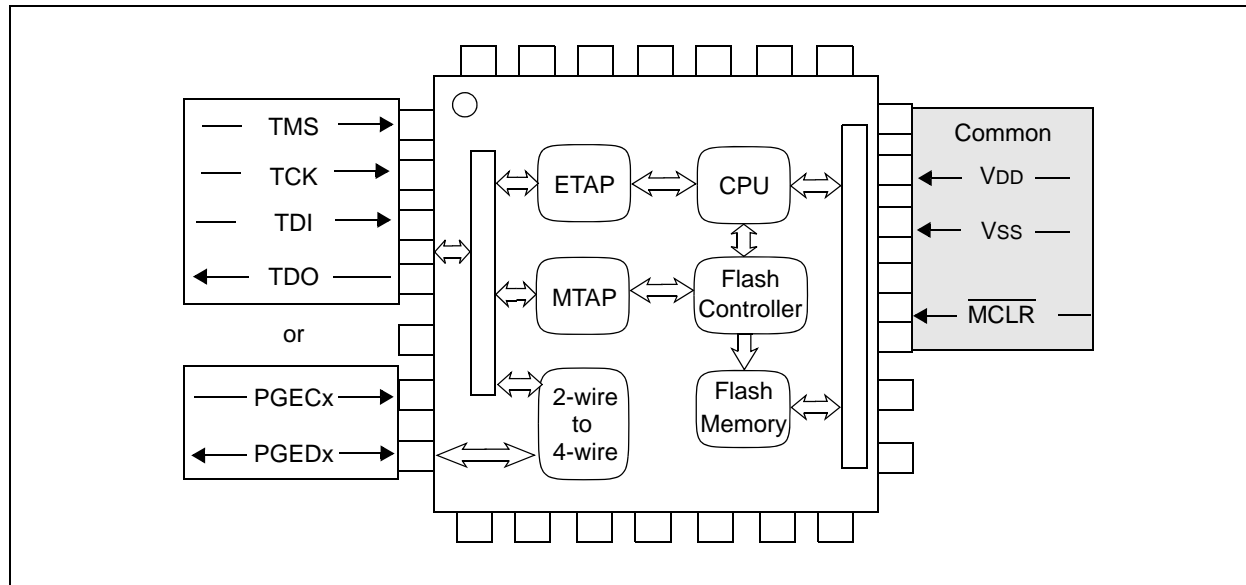 TMS
TCK
TDI
TDO
or
PGECx
PGEDx
ETAP
MTAP
2-wire
to
4-wire
CPU
Flash
Controller
Flash
Memory
Common
VDD
VSS
MCLR